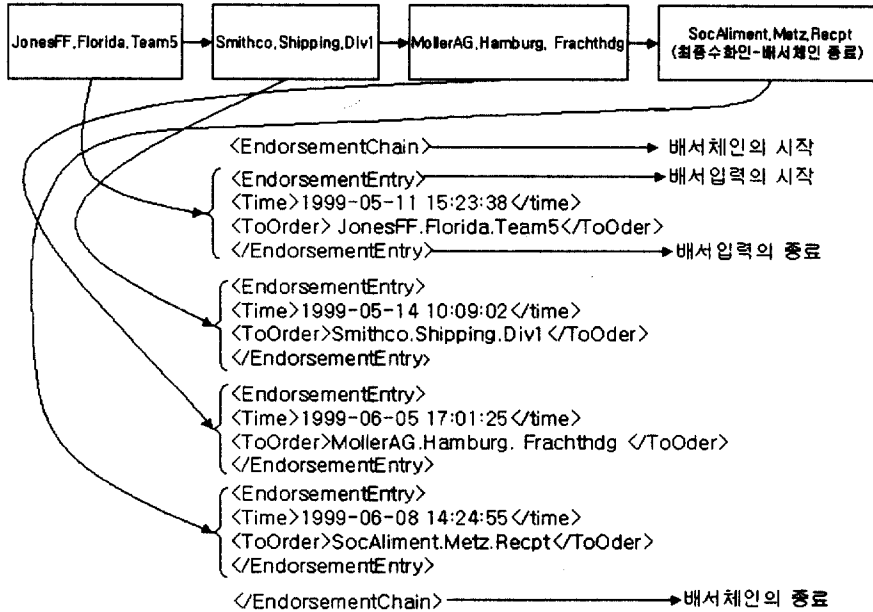 JonesFF,Florida,Team5
Smithco,Shipping,Div1
MollerAG,Hamburg, Frachthdg
SocAliment,Metz,Recpt
(최종수화인-배서체인 종료)
<EndorsementChain> 배서체인의 시작
<EndorsementEntry> 배서입력의 시작
<Time>1999-05-11 15:23:38</time>
<ToOrder> JonesFF.Florida.Team5</ToOder>
</EndorsementEntry> 배서입력의 종료
<EndorsementEntry>
<Time>1999-05-14 10:09:02</time>
<ToOrder>Smithco.Shipping.Div1</ToOder>
</EndorsementEntry>
<EndorsementEntry>
<Time>1999-06-05 17:01:25</time>
<ToOrder>MollerAG.Hamburg. Frachthdg </ToOder>
</EndorsementEntry>
<EndorsementEntry>
<Time>1999-06-08 14:24:55</time>
<ToOrder>SocAliment.Metz.Recpt</ToOder>
</EndorsementEntry>
</EndorsementChain> 배서체인의 종료